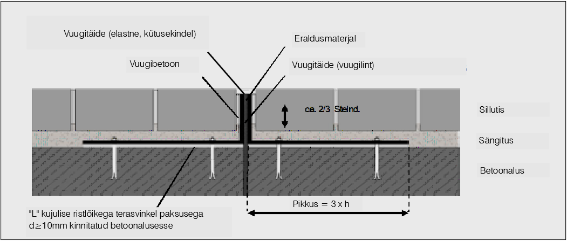 Vuugitäide (elastne, kütusekindel)
Eraldusmaterjal
Vuugibetoon
Vuugitäide (vuugilint)
ca. 2/3 Steind.
Sillutis
Sängitus
Betoonalus
Pikkus = 3 x h
"L" kujulise ristlõikega terasvinkel paksusega
d≥10mm kinnitatud betoonalusesse